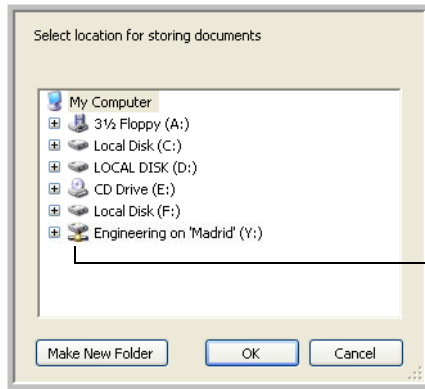 Select location for storing documents
My Computer
3½ Floppy (A:)
Local Disk (C:)
LOCAL DISK (D:)
CD Drive (E:)
Local Disk (F:)
Engineering on 'Madrid' (Y:)
Make New Folder OK Cancel